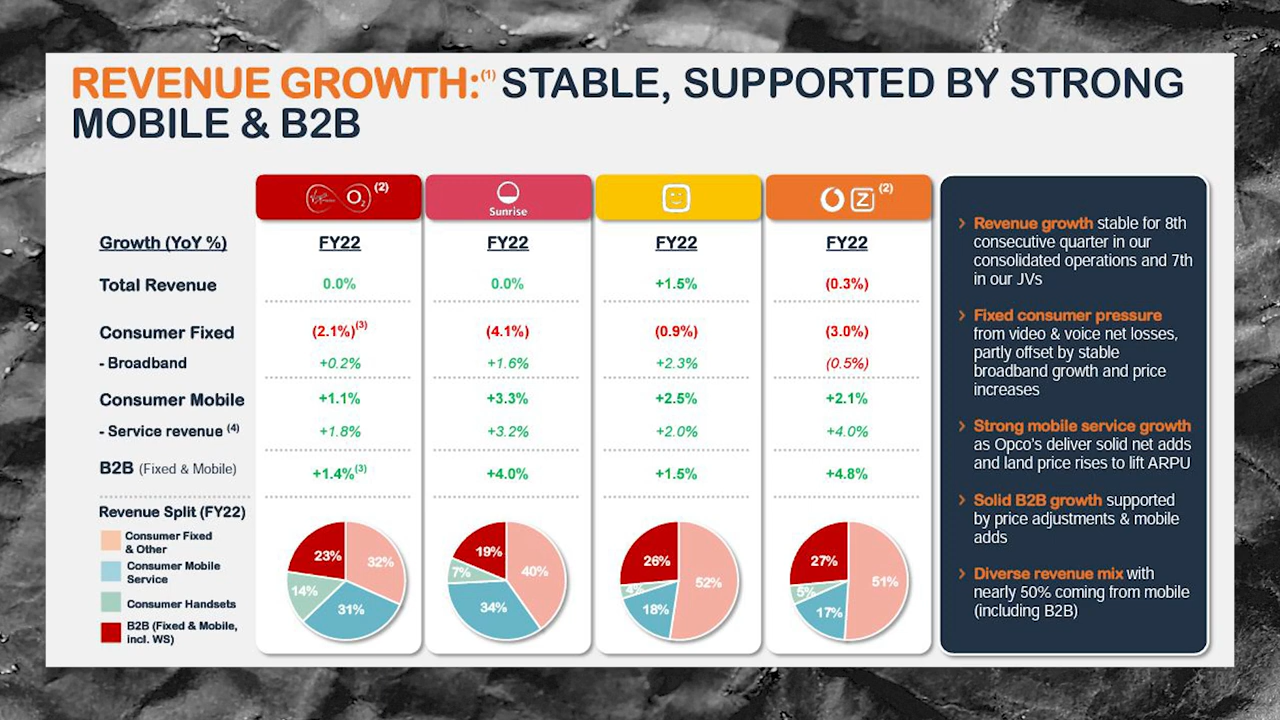 REVENUE GROWTH:(1) STABLE, SUPPORTED BY STRONG
MOBILE & B2B
O2 (2)
Sunrise
Z (2)
Growth (YoY %) FY22 FY22 FY22 FY22
Total Revenue 0.0% 0.0% +1.5% (0.3%)
Consumer Fixed (2.1%)(3) (4.1%) (0.9%) (3.0%)
- Broadband +0.2% +1.6% +2.3% (0.5%)
Consumer Mobile +1.1% +3.3% +2.5% +2.1%
- Service revenue (4) +1.8% +3.2% +2.0% +4.0%
B2B (Fixed & Mobile) +1.4%(3) +4.0% +1.5% +4.8%
Revenue Split (FY22)
Consumer Fixed
& Other
Consumer Mobile
Service
Consumer Handsets
B2B (Fixed & Mobile,
incl. WS)
23% 32% 14% 31%
19% 40% 7% 34%
26% 52% 4% 18%
27% 51% 5% 17%
› Revenue growth stable for 8th
consecutive quarter in our
consolidated operations and 7th
in our JVs
› Fixed consumer pressure
from video & voice net losses,
partly offset by stable
broadband growth and price
increases
› Strong mobile service growth
as Opco's deliver solid net adds
and land price rises to lift ARPU
› Solid B2B growth supported
by price adjustments & mobile
adds
› Diverse revenue mix with
nearly 50% coming from mobile
(including B2B)